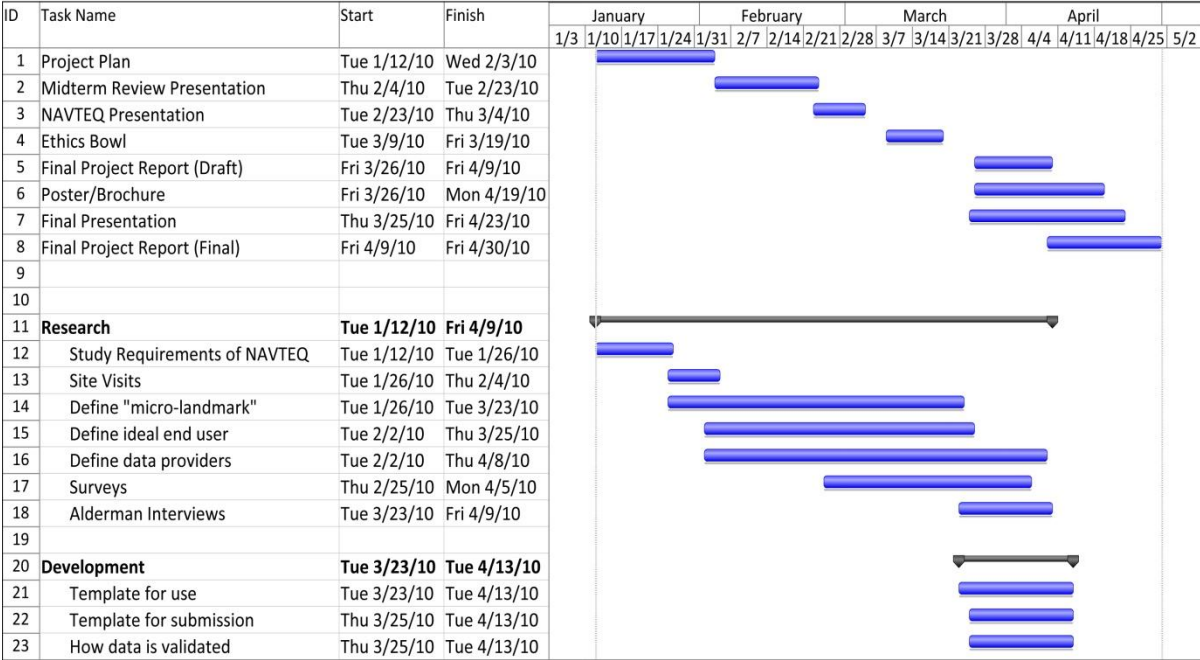 ID Task Name Start Finish January February March April
1/3 1/10 1/17 1/24 1/31 2/7 2/14 2/21 2/28 3/7 3/14 3/21 3/28 4/4 4/11 4/18 4/25 5/2
1 Project Plan Tue 1/12/10 Wed 2/3/10
2 Midterm Review Presentation Thu 2/4/10 Tue 2/23/10
3 NAVTEQ Presentation Tue 2/23/10 Thu 3/4/10
4 Ethics Bowl Tue 3/9/10 Fri 3/19/10
5 Final Project Report (Draft) Fri 3/26/10 Fri 4/9/10
6 Poster/Brochure Fri 3/26/10 Mon 4/19/10
7 Final Presentation Thu 3/25/10 Fri 4/23/10
8 Final Project Report (Final) Fri 4/9/10 Fri 4/30/10
9
10
11 Research Tue 1/12/10 Fri 4/9/10
12 Study Requirements of NAVTEQ Tue 1/12/10 Tue 1/26/10
13 Site Visits Tue 1/26/10 Thu 2/4/10
14 Define "micro-landmark" Tue 1/26/10 Tue 3/23/10
15 Define ideal end user Tue 2/2/10 Thu 3/25/10
16 Define data providers Tue 2/2/10 Thu 4/8/10
17 Surveys Thu 2/25/10 Mon 4/5/10
18 Alderman Interviews Tue 3/23/10 Fri 4/9/10
19
20 Development Tue 3/23/10 Tue 4/13/10
21 Template for use Tue 3/23/10 Tue 4/13/10
22 Template for submission Thu 3/25/10 Tue 4/13/10
23 How data is validated Thu 3/25/10 Tue 4/13/10